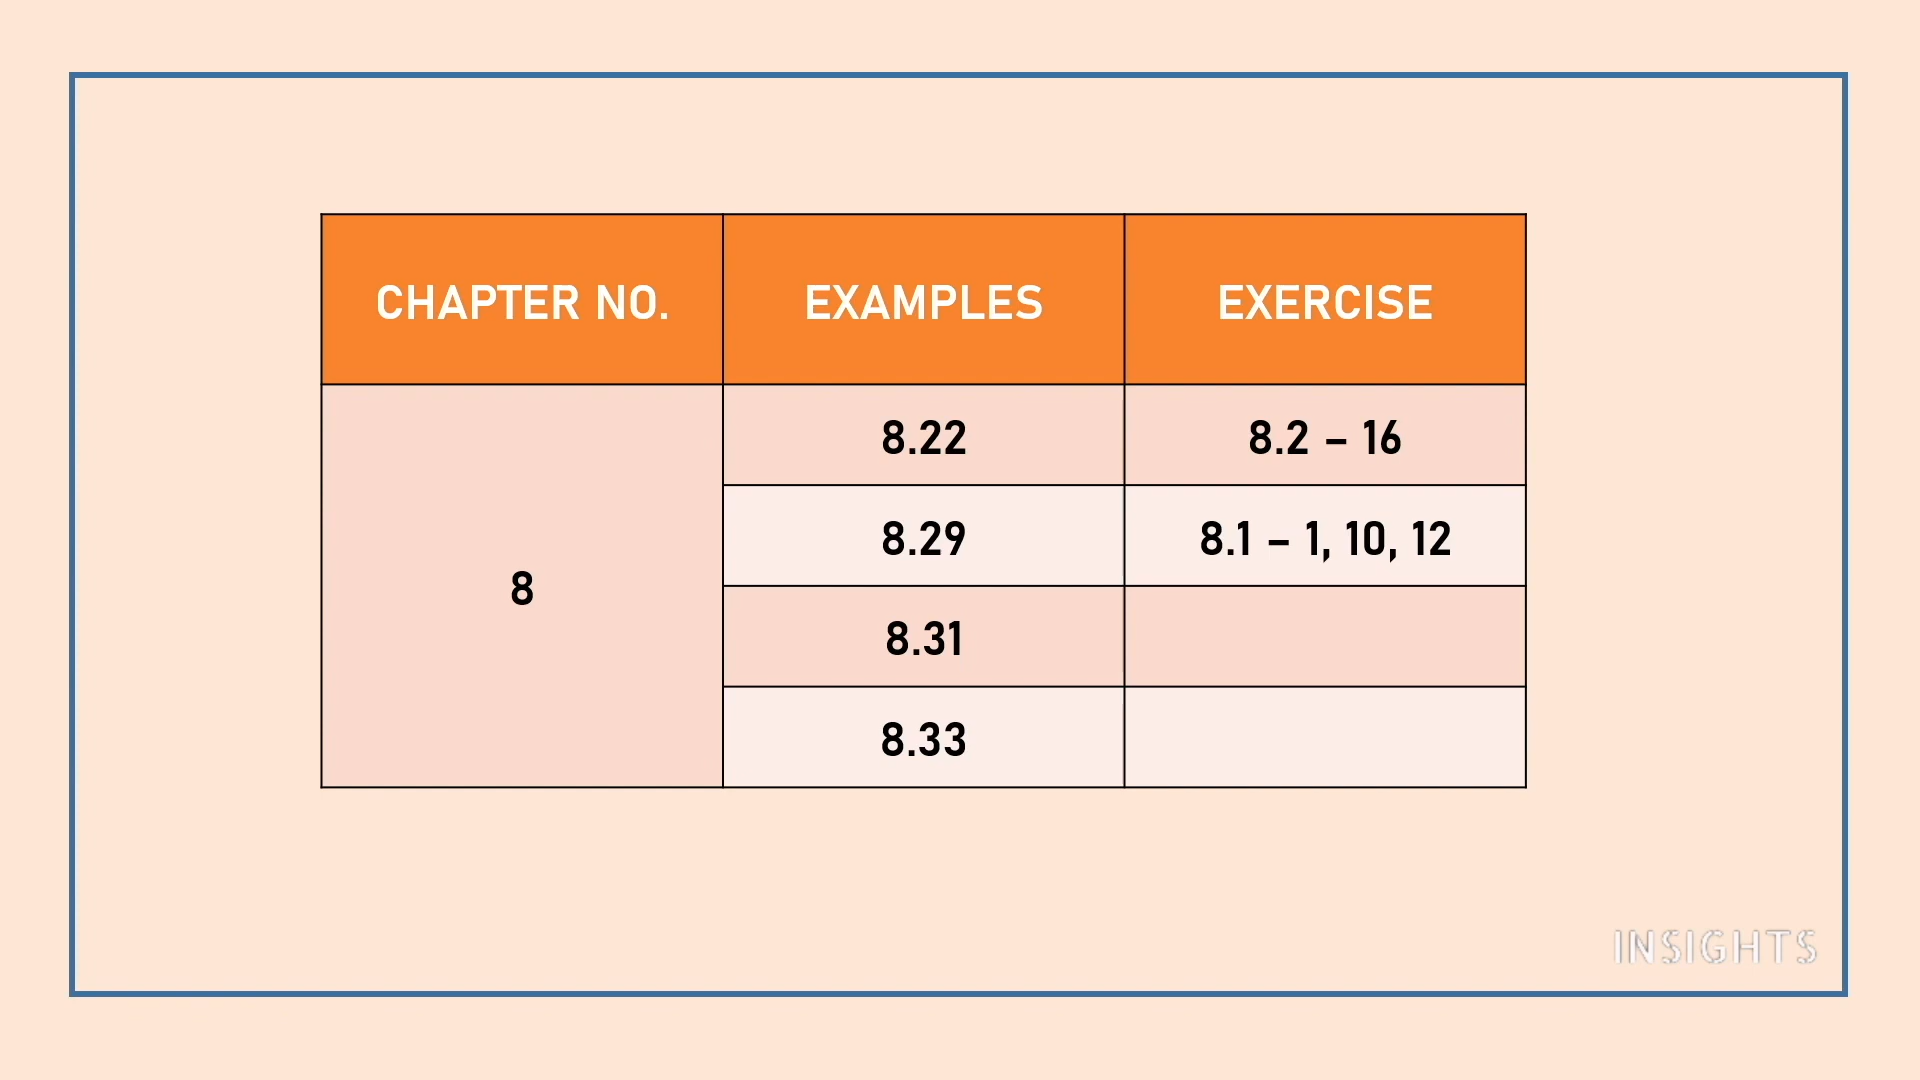 CHAPTER NO. EXAMPLES EXERCISE
8.22 8.2 – 16
8.29 8.1 – 1, 10, 12
8
8.31
8.33
INSIGHTS